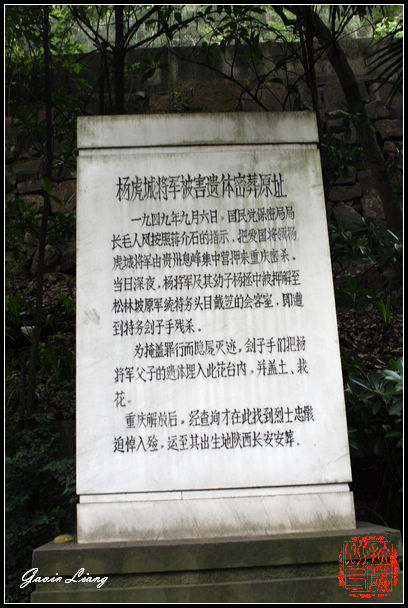 杨虎城将军被害遗体密葬原址
一九四九年九月六日，国民党保密局局
长毛人凤按照蒋介石的指示，把爱国将领杨
虎城将军由贵州息峰集中营押来重庆密杀。
当日深夜，杨将军及其幼子杨拯中被押解至
松林坡原军统特务头目戴笠的会客室，即遭
到特务刽子手残杀。
为掩盖罪行而隐匿灭迹，刽子手们把杨
将军父子的遗体埋入此花台内，并盖土、栽
花。
重庆解放后，经查询才在此找到烈士忠骸
追悼入殓，运至其出生地陕西长安安葬。
Gavin Liang